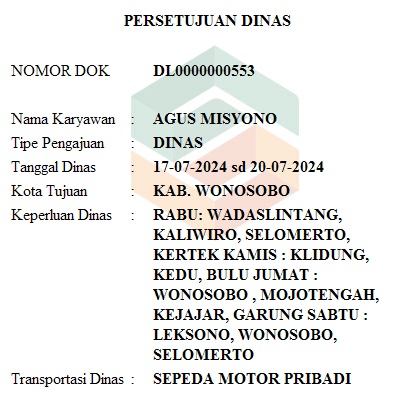 PERSETUJUAN DINAS
NOMOR DOK DL0000000553
Nama Karyawan : AGUS MISYONO
Tipe Pengajuan : DINAS
Tanggal Dinas : 17-07-2024 sd 20-07-2024
Kota Tujuan : KAB. WONOSOBO
Keperluan Dinas : RABU: WADASLINTANG,
KALIWIRO, SELOMERTO,
KERTEK KAMIS : KLIDUNG,
KEDU, BULU JUMAT :
WONOSOBO , MOJOTENGAH,
KEJAJAR, GARUNG SABTU :
LEKSONO, WONOSOBO,
SELOMERTO
Transportasi Dinas : SEPEDA MOTOR PRIBADI